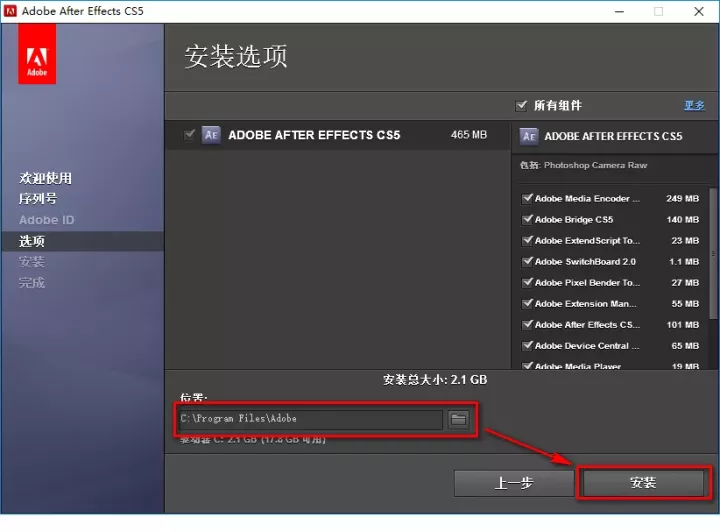 Adobe After Effects CS5
Adobe
安装选项
所有组件
更多
ADOBE AFTER EFFECTS CS5
465 MB
ADOBE AFTER EFFECTS CS5
包括: Photoshop Camera Raw
Adobe Media Encoder ... 249 MB
Adobe Bridge CS5 140 MB
Adobe ExtendScript To... 23 MB
Adobe SwitchBoard 2.0 1.1 MB
Adobe Pixel Bender To... 27 MB
Adobe Extension Man... 55 MB
Adobe After Effects CS... 101 MB
Adobe Device Central ... 65 MB
Adobe Media Player 19 MB
欢迎使用
序列号
Adobe ID
选项
安装
完成
安装总大小: 2.1 GB
位置:
C:\Program Files\Adobe
驱动器 C: 2.1 GB (17.8 GB 可用)
上一步
安装